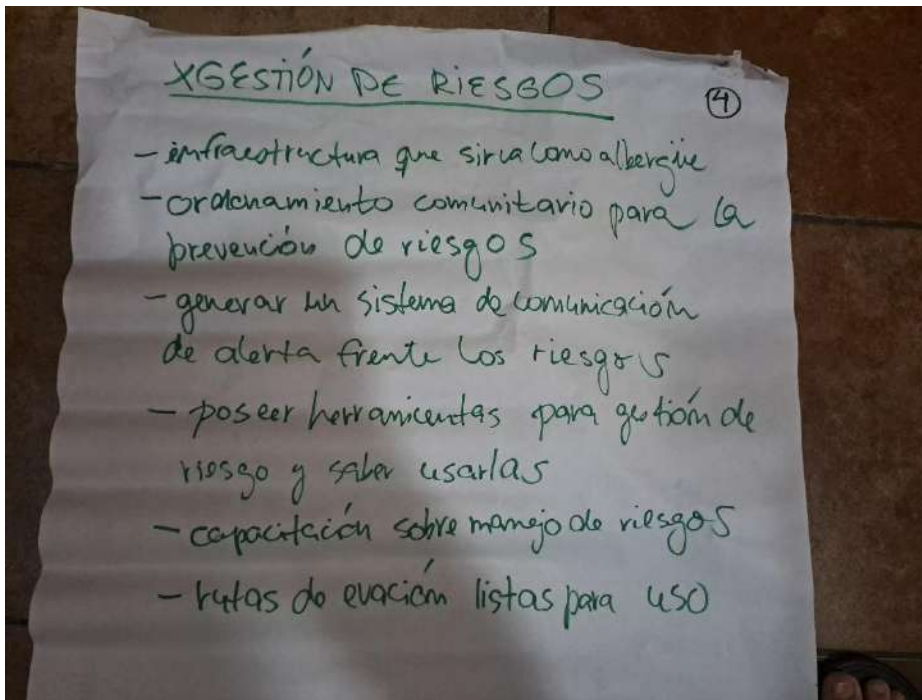 XGESTIÓN DE RIESGOS
4
- infraestructura que sirva como albergüe
- ordenamiento comunitario para la
prevención de riesgos
- generar un sistema de comunicación
de alerta frente los riesgos
- poseer herramientas para gestión de
riesgo y saber usarlas
- capacitación sobre manejo de riesgos
- rutas de evación listas para uso